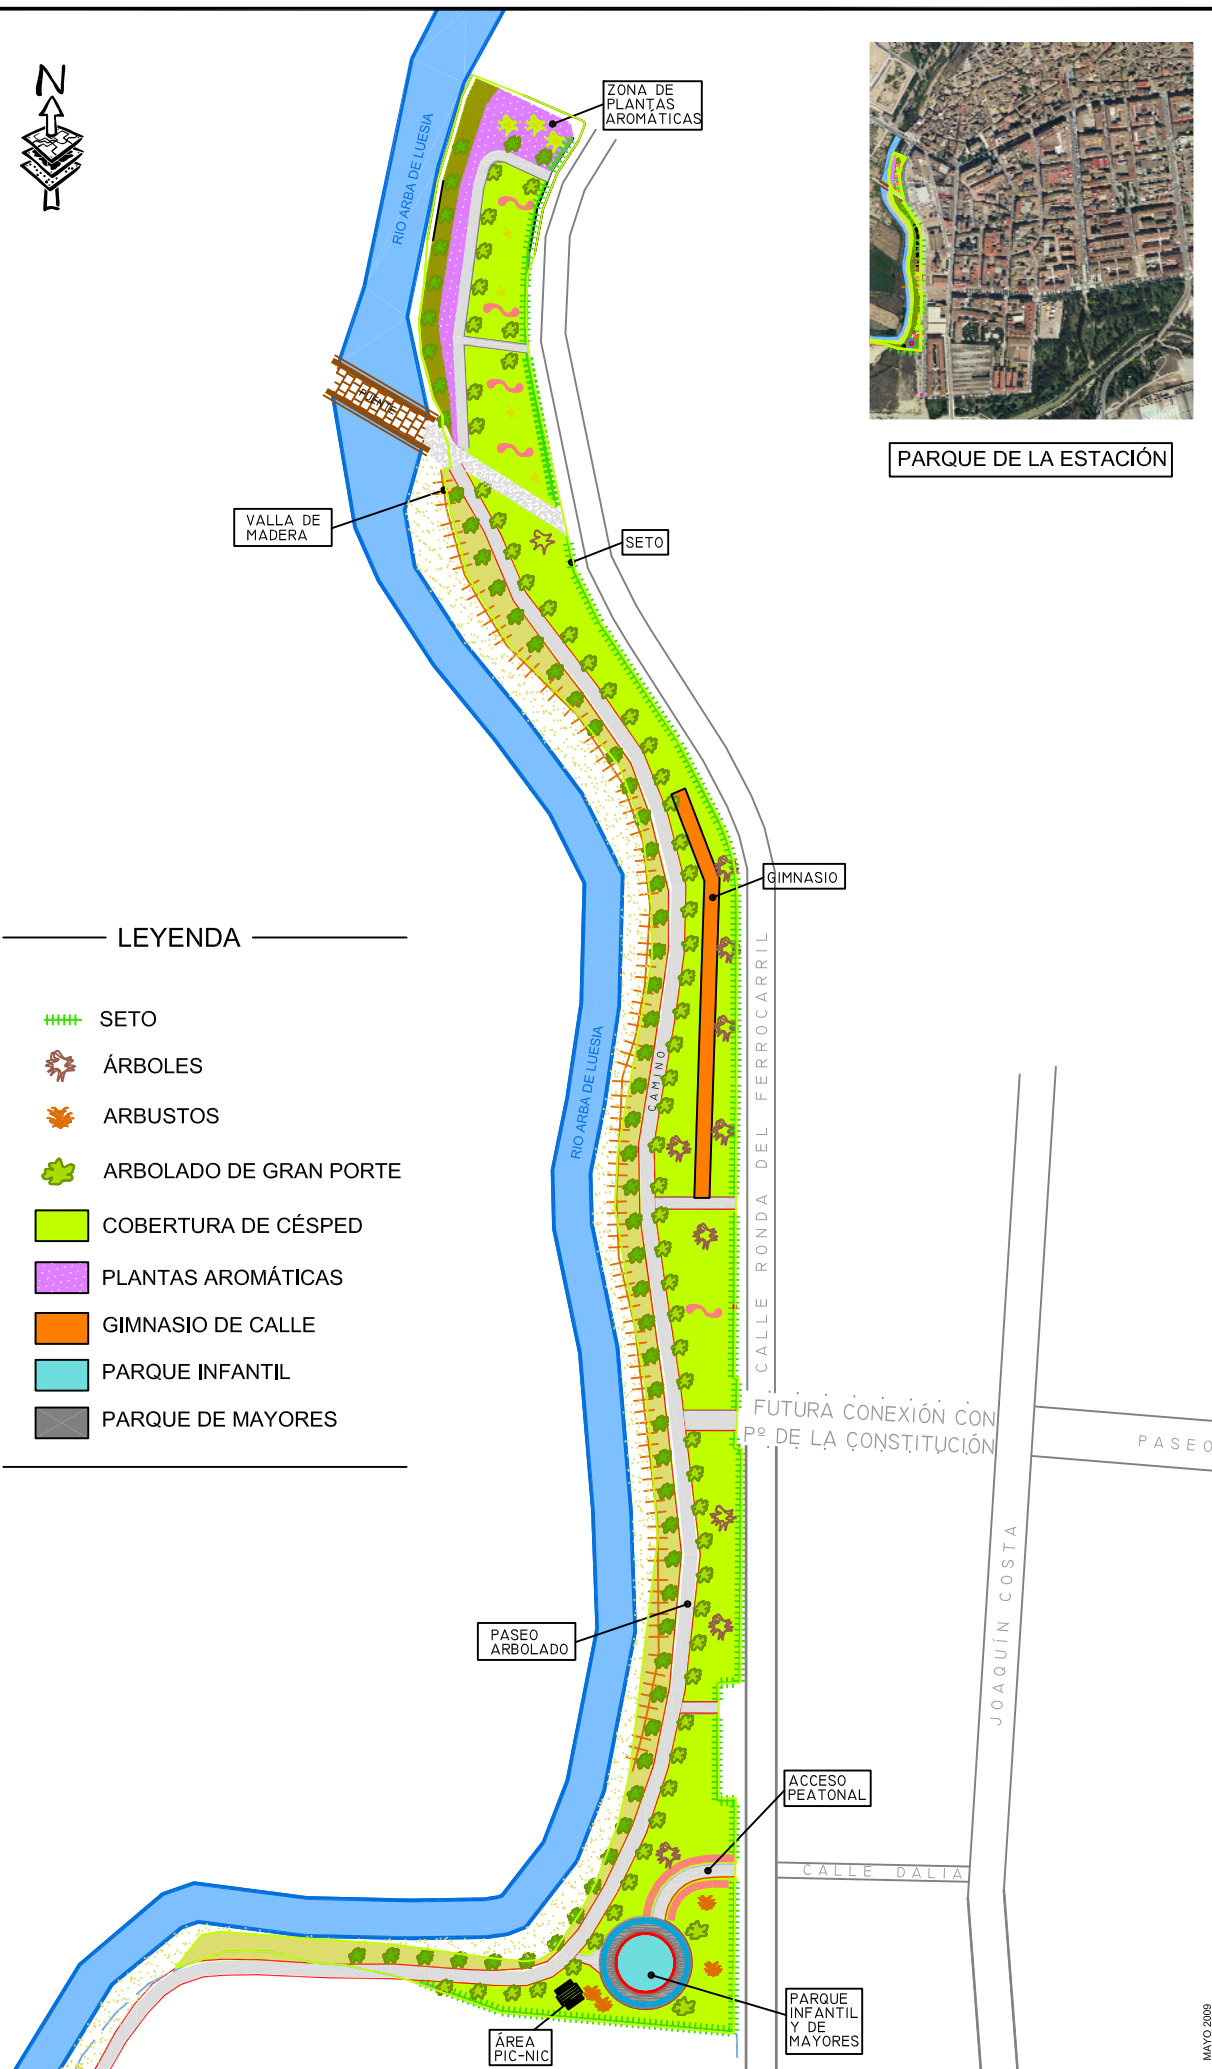 N
ZONA DE
PLANTAS
AROMÁTICAS
RIO ARBA DE LUESIA
PUENTE
PARQUE DE LA ESTACIÓN
VALLA DE
MADERA
SETO
GIMNASIO
LEYENDA
SETO
ÁRBOLES
ARBUSTOS
ARBOLADO DE GRAN PORTE
COBERTURA DE CÉSPED
PLANTAS AROMÁTICAS
GIMNASIO DE CALLE
PARQUE INFANTIL
PARQUE DE MAYORES
RIO ARBA DE LUESIA
CAMINO
CALLE RONDA DEL FERROCARRIL
FUTURA CONEXIÓN CON
Pº DE LA CONSTITUCIÓN
PASEO
JOAQUÍN COSTA
PASEO
ARBOLADO
ACCESO
PEATONAL
CALLE DALIA
PARQUE
INFANTIL
Y DE
MAYORES
ÁREA
PIC-NIC
MAYO 2009